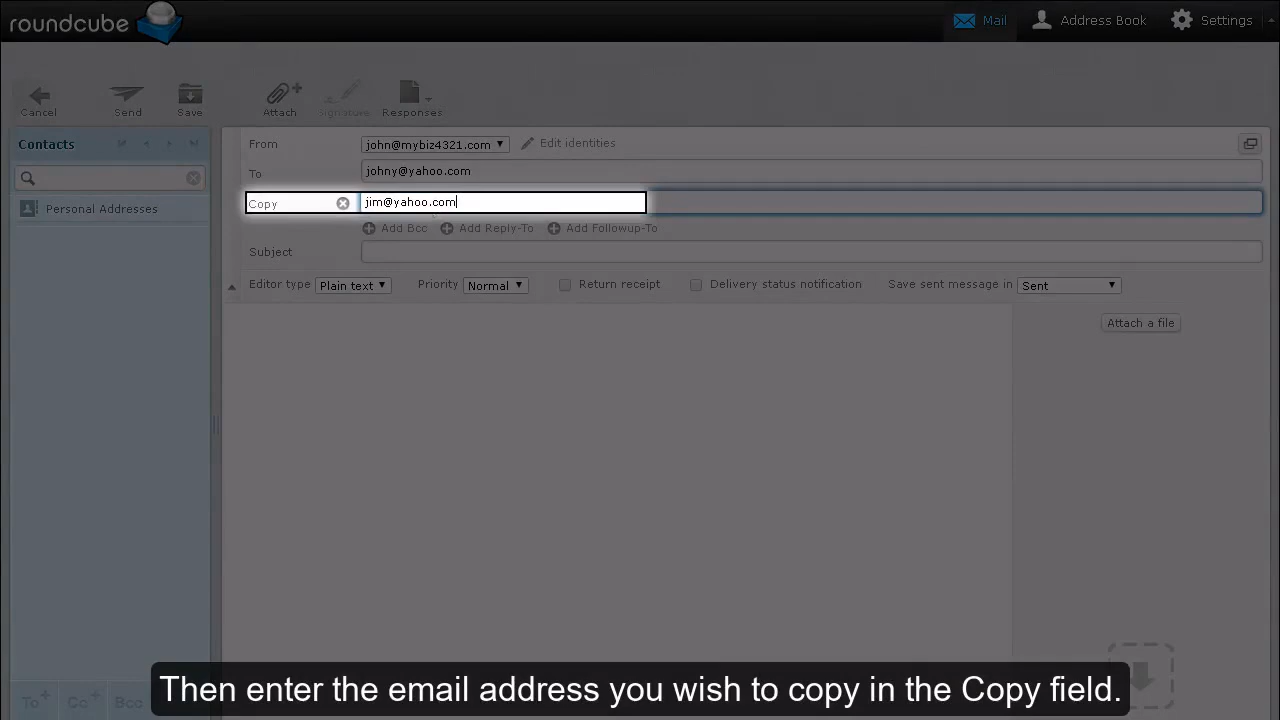 roundcube
Mail
Address Book
Settings
Cancel
Send
Save
Attach
Signature
Responses
Contacts
Personal Addresses
From
john@mybiz4321.com
Edit identities
To
johny@yahoo.com
Copy
jim@yahoo.com
Add Bcc
Add Reply-To
Add Followup-To
Subject
Editor type
Plain text
Priority
Normal
Return receipt
Delivery status notification
Save sent message in
Sent
Attach a file
To
Cc
Bcc
Then enter the email address you wish to copy in the Copy field.